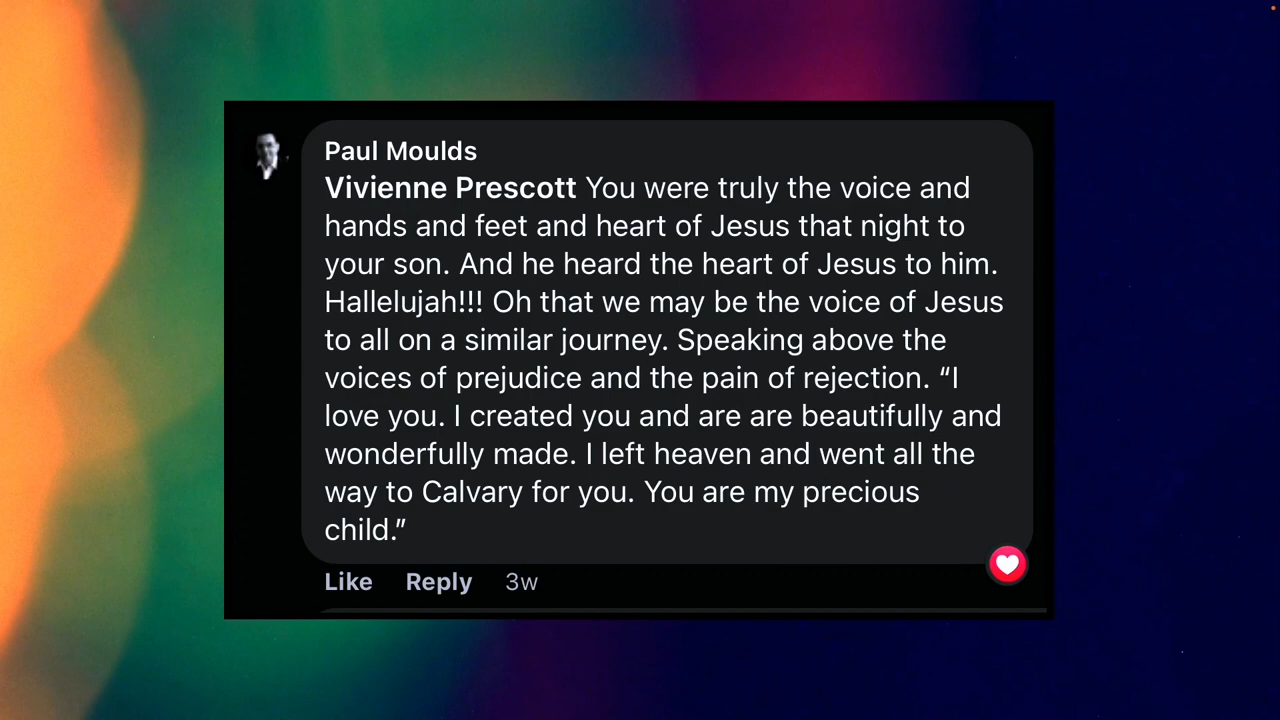 Paul Moulds
Vivienne Prescott You were truly the voice and
hands and feet and heart of Jesus that night to
your son. And he heard the heart of Jesus to him.
Hallelujah!!! Oh that we may be the voice of Jesus
to all on a similar journey. Speaking above the
voices of prejudice and the pain of rejection. “I
love you. I created you and are are beautifully and
wonderfully made. I left heaven and went all the
way to Calvary for you. You are my precious
child.”
Like Reply 3w